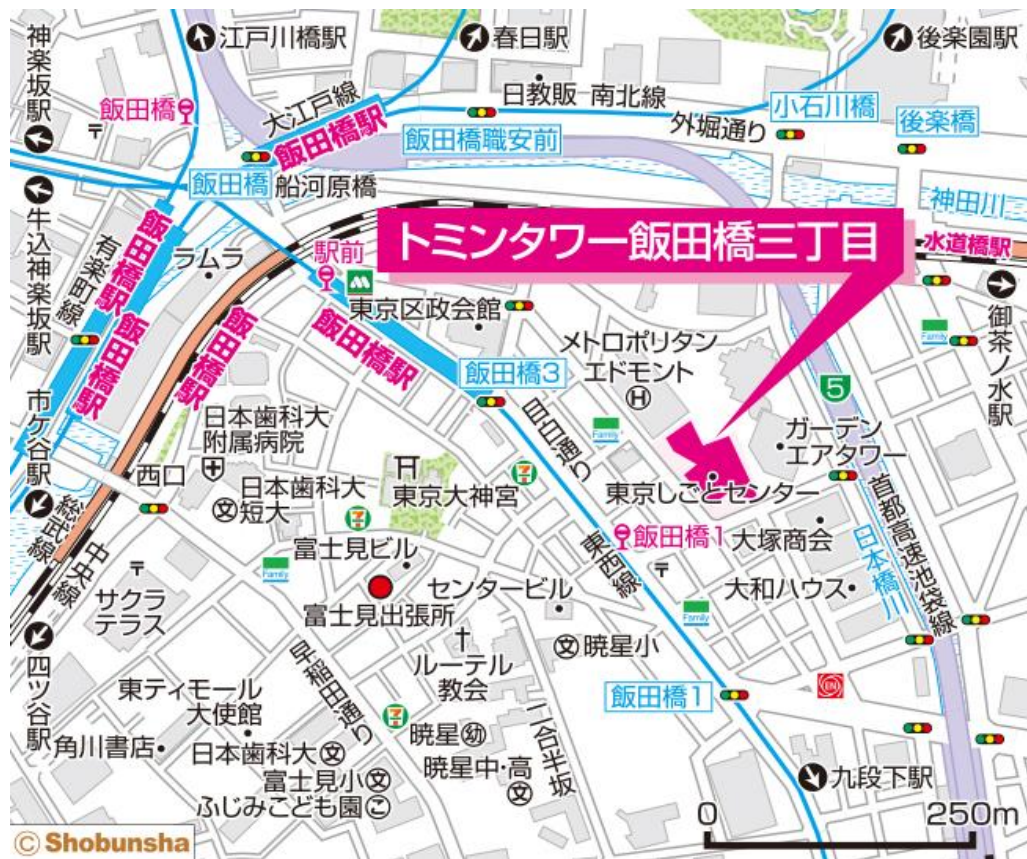 江戸川橋駅
春日駅
後楽園駅
神楽坂駅
飯田橋
大江戸線
飯田橋駅
日教販
南北線
外堀通り
小石川橋
後楽橋
飯田橋職安前
飯田橋
船河原橋
神田川
牛込神楽坂駅
有楽町線
飯田橋駅
飯田橋駅
ラムラ
飯田橋駅
駅前
飯田橋駅
トミンタワー飯田橋三丁目
水道橋駅
東京区政会館
御茶ノ水駅
Family
メトロポリタン
エドモント
H
飯田橋3
5
目白通り
Family
ガーデン
エアタワー
市ケ谷駅
日本歯科大
附属病院
西口
日本歯科大
文短大
東京大神宮
7
東京しごとセンター
飯田橋1
大塚商会
首都高速池袋線
日本橋川
総武線
中央線
7
富士見ビル
Family
富士見出張所
センタービル
東西線
大和ハウス
Family
サクラ
テラス
ルーテル
教会
文暁星小
四ツ谷駅
早稲田通り
東ティモール
大使館
飯田橋1
EN
7
角川書店
日本歯科大文
暁星幼
二合半坂
富士見小文
ふじみこども園こ
暁星中・高
文
九段下駅
0
250m
© Shobunsha